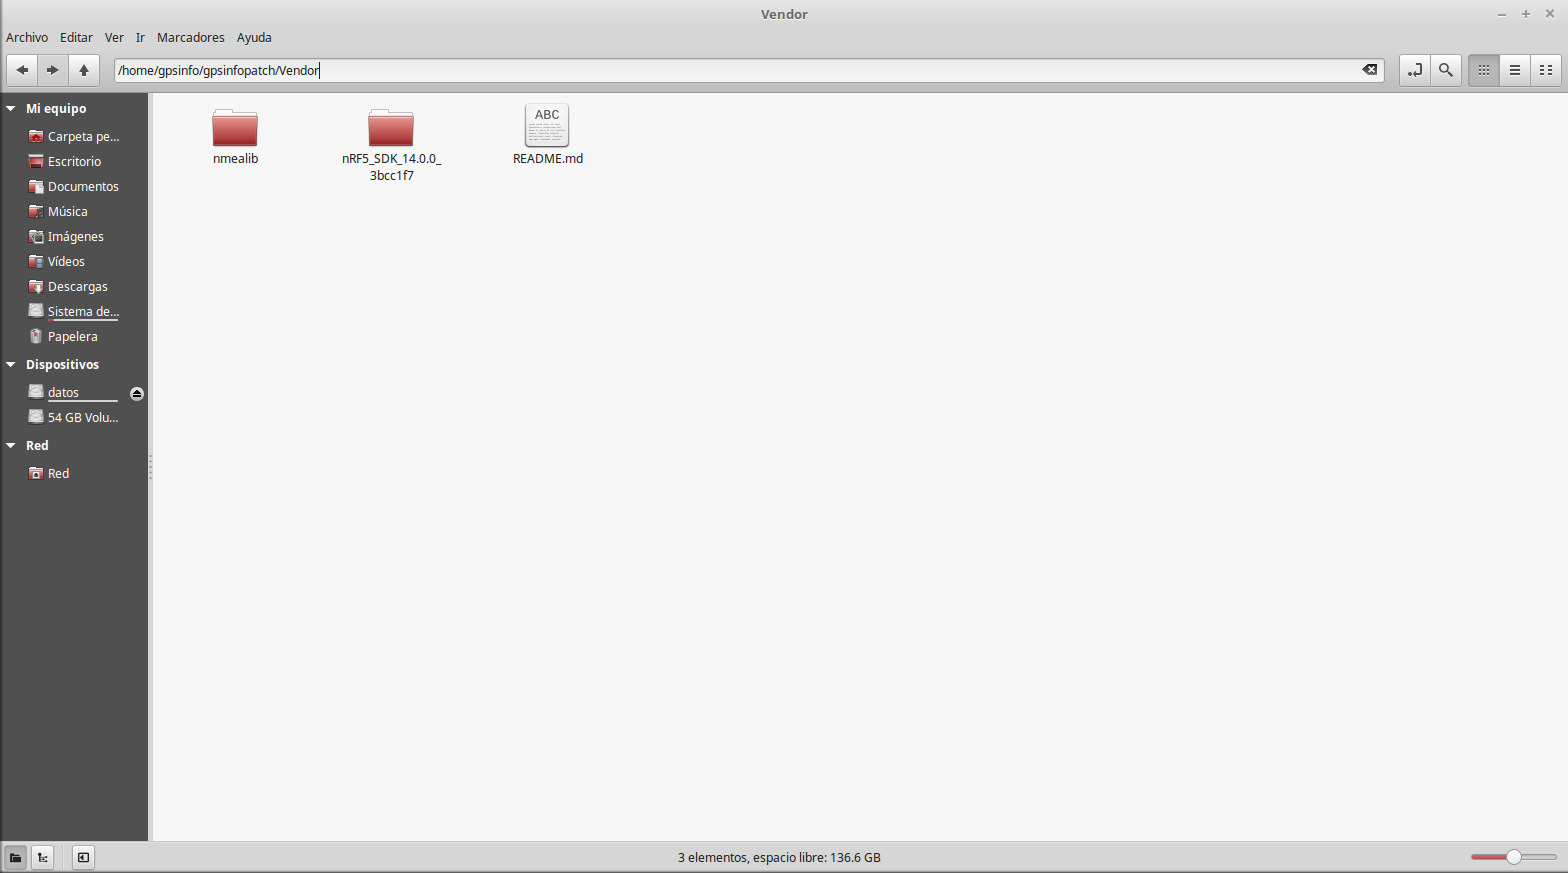 Vendor
Archivo Editar Ver Ir Marcadores Ayuda
/home/gpsinfo/gpsinfopatch/Vendor
Mi equipo
Carpeta pe...
Escritorio
Documentos
Música
Imágenes
Vídeos
Descargas
Sistema de...
Papelera
Dispositivos
datos
54 GB Volu...
Red
Red
nmealib
nRF5_SDK_14.0.0_
3bcc1f7
ABC
README.md
3 elementos, espacio libre: 136.6 GB